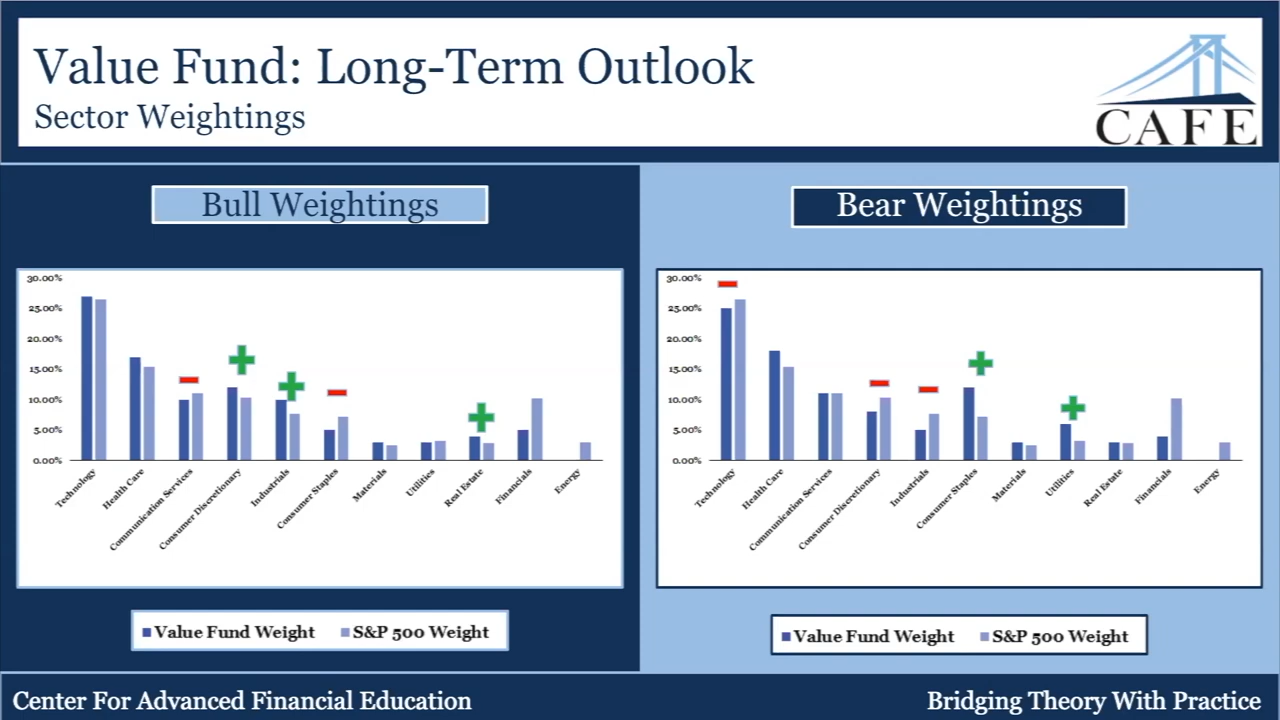 Value Fund: Long-Term Outlook
Sector Weightings
CAFE
Bull Weightings
30.00%
25.00%
20.00%
15.00%
10.00%
5.00%
0.00%
Technology
Health Care
Communication Services
Consumer Discretionary
Industrials
Consumer Staples
Materials
Utilities
Real Estate
Financials
Energy
Value Fund Weight
S&P 500 Weight
Bear Weightings
30.00%
25.00%
20.00%
15.00%
10.00%
5.00%
0.00%
Technology
Health Care
Communication Services
Consumer Discretionary
Industrials
Consumer Staples
Materials
Utilities
Real Estate
Financials
Energy
Value Fund Weight
S&P 500 Weight
Center For Advanced Financial Education
Bridging Theory With Practice